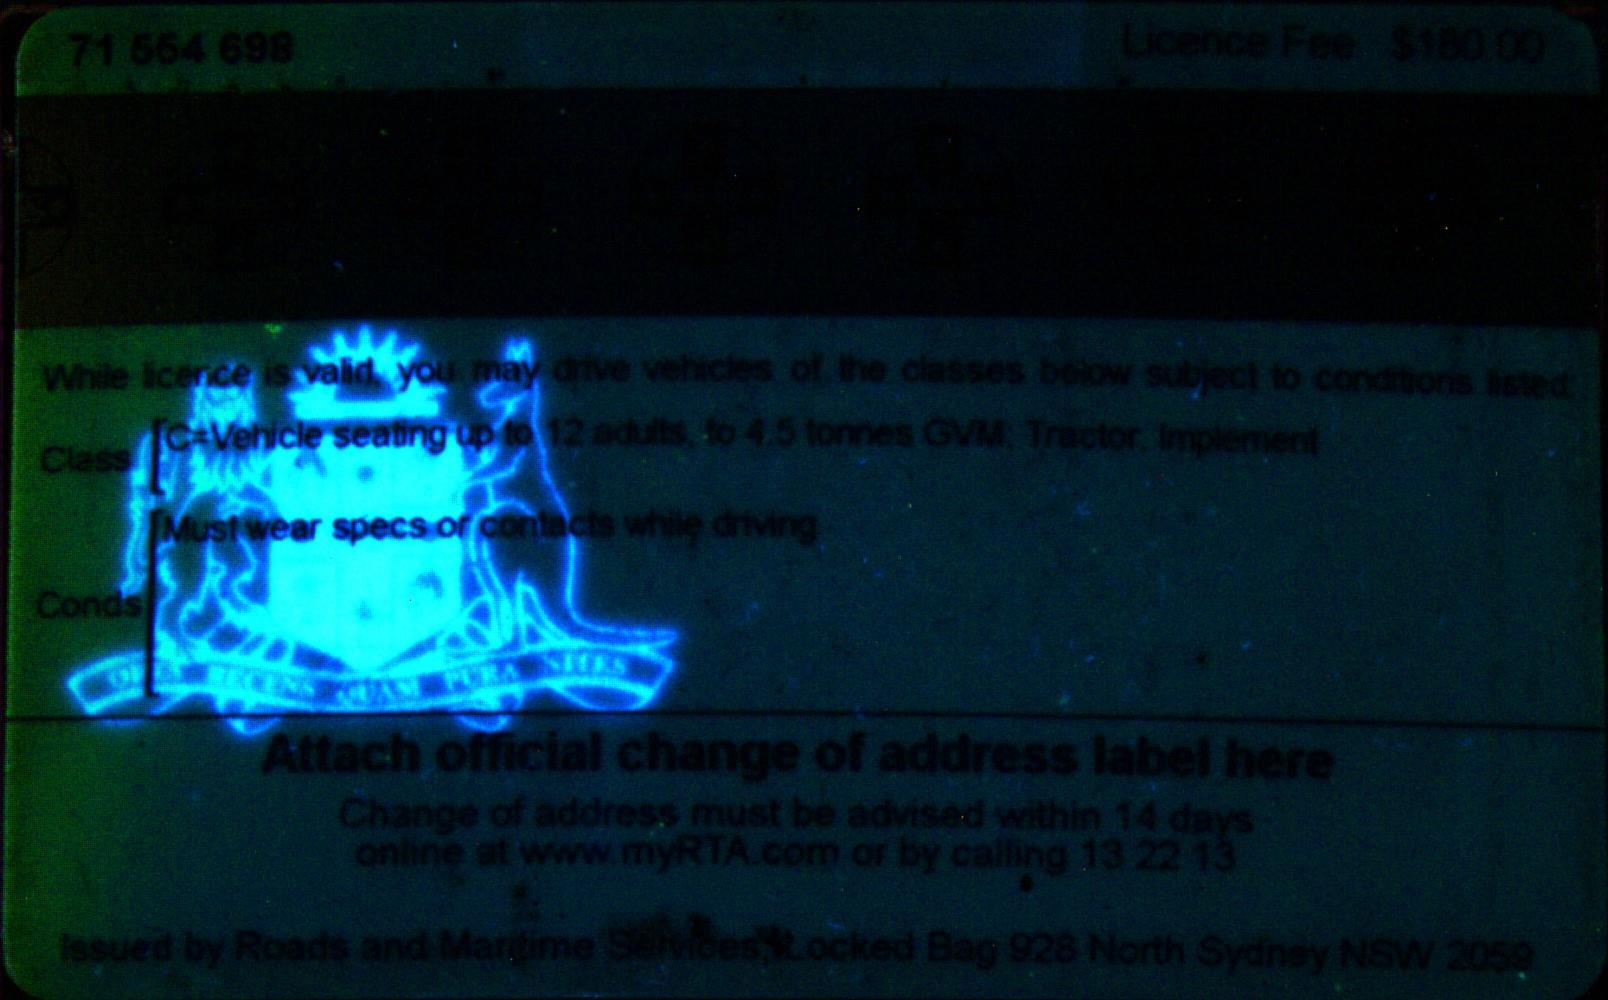 71 554 698
Licence Fee $180.00
While licence is valid, you may drive vehicles of the classes below subject to conditions listed:
Class [C=Vehicle seating up to 12 adults, to 4.5 tonnes GVM; Tractor, Implement
[Must wear specs or contacts while driving
Conds
RECENS QUAM PURA NITES
Attach official change of address label here
Change of address must be advised within 14 days
online at www.myRTA.com or by calling 13 22 13
Issued by Roads and Maritime Services, Locked Bag 928 North Sydney NSW 2059